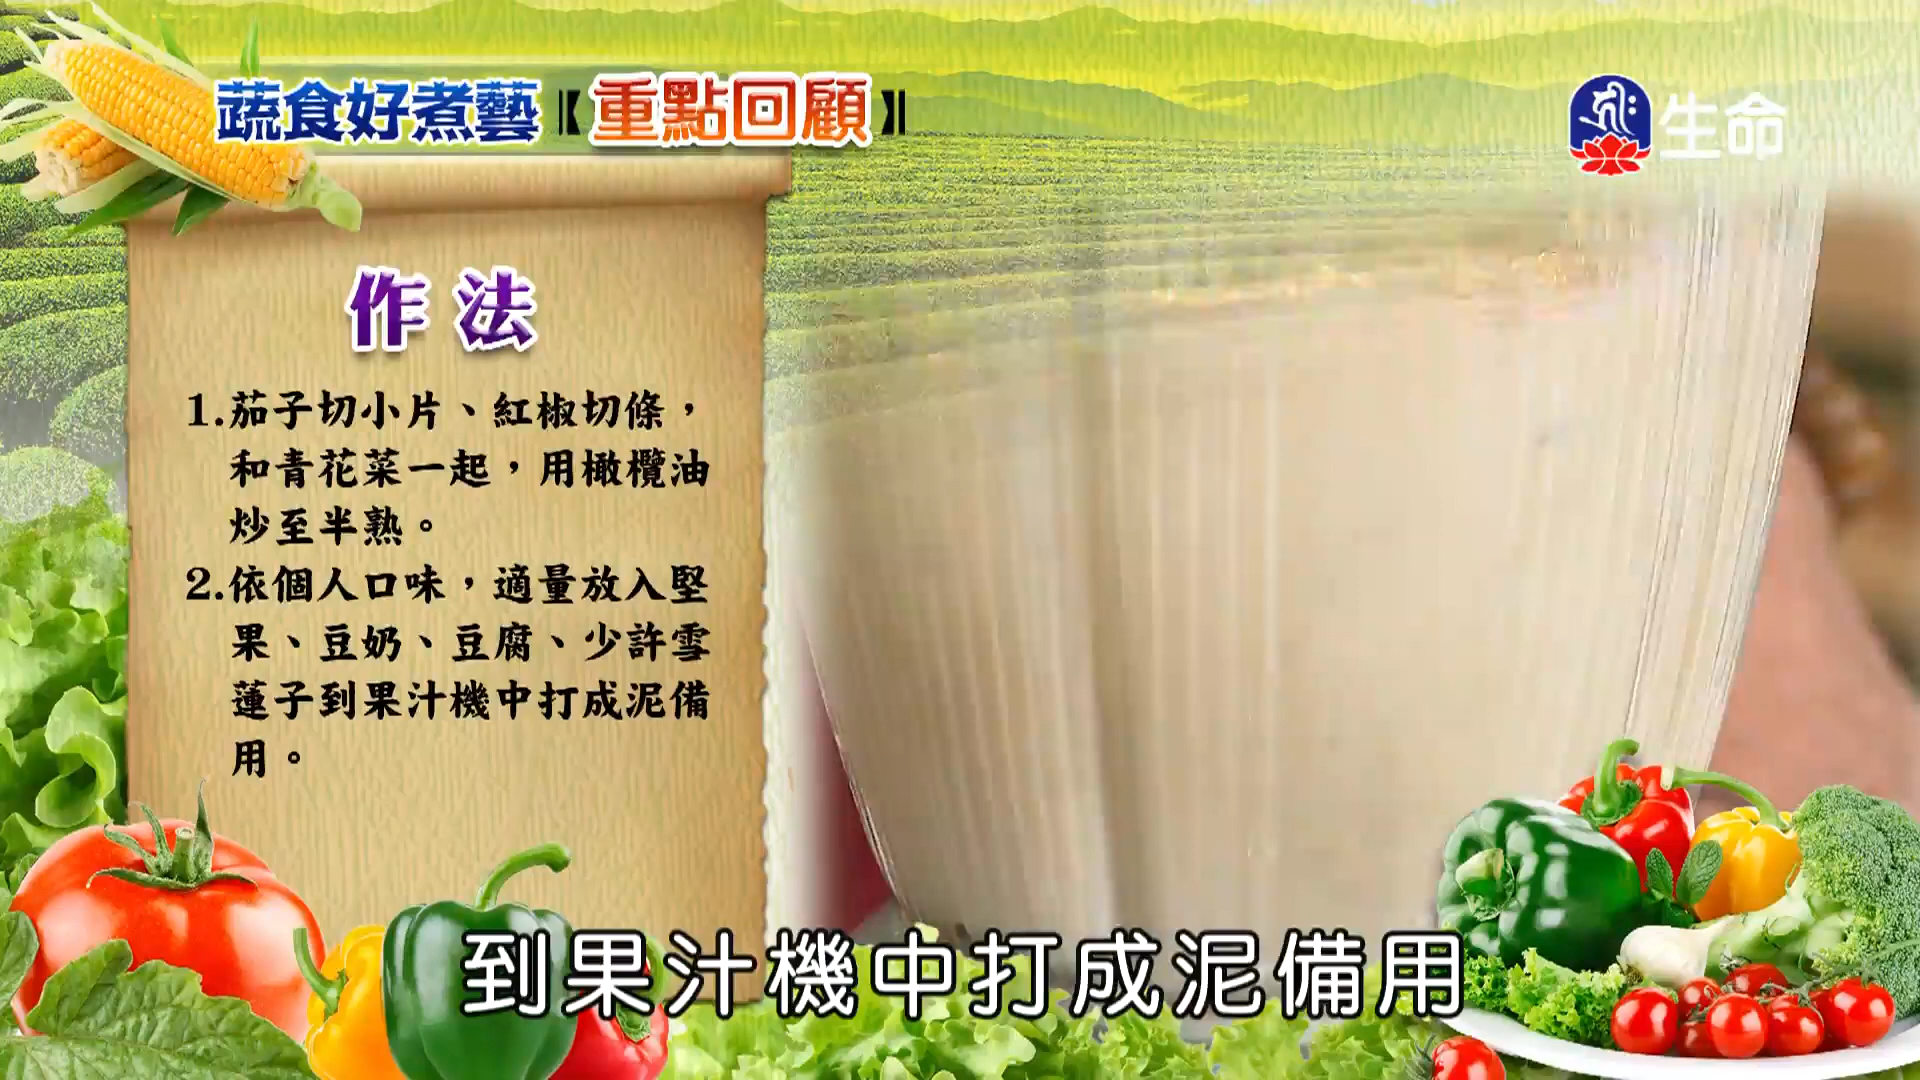 蔬食好煮藝【重點回顧】
生命
作法
1.茄子切小片、紅椒切條，
和青花菜一起，用橄欖油
炒至半熟。
2.依個人口味，適量放入堅
果、豆奶、豆腐、少許雪
蓮子到果汁機中打成泥備
用。
到果汁機中打成泥備用